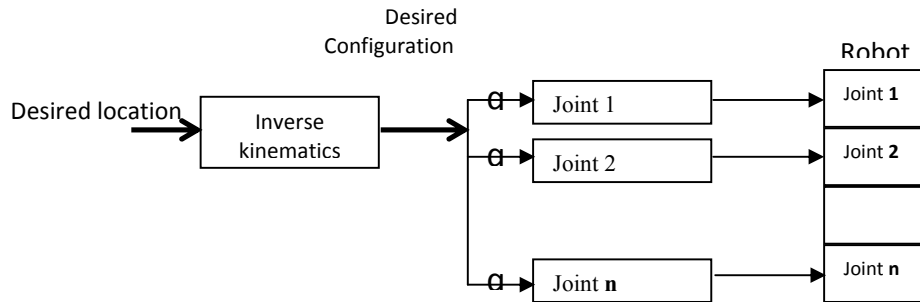 Desired
Configuration
Robot
Desired location
Inverse
kinematics
q
Joint 1
Joint 1
q
Joint 2
Joint 2
q
Joint n
Joint n